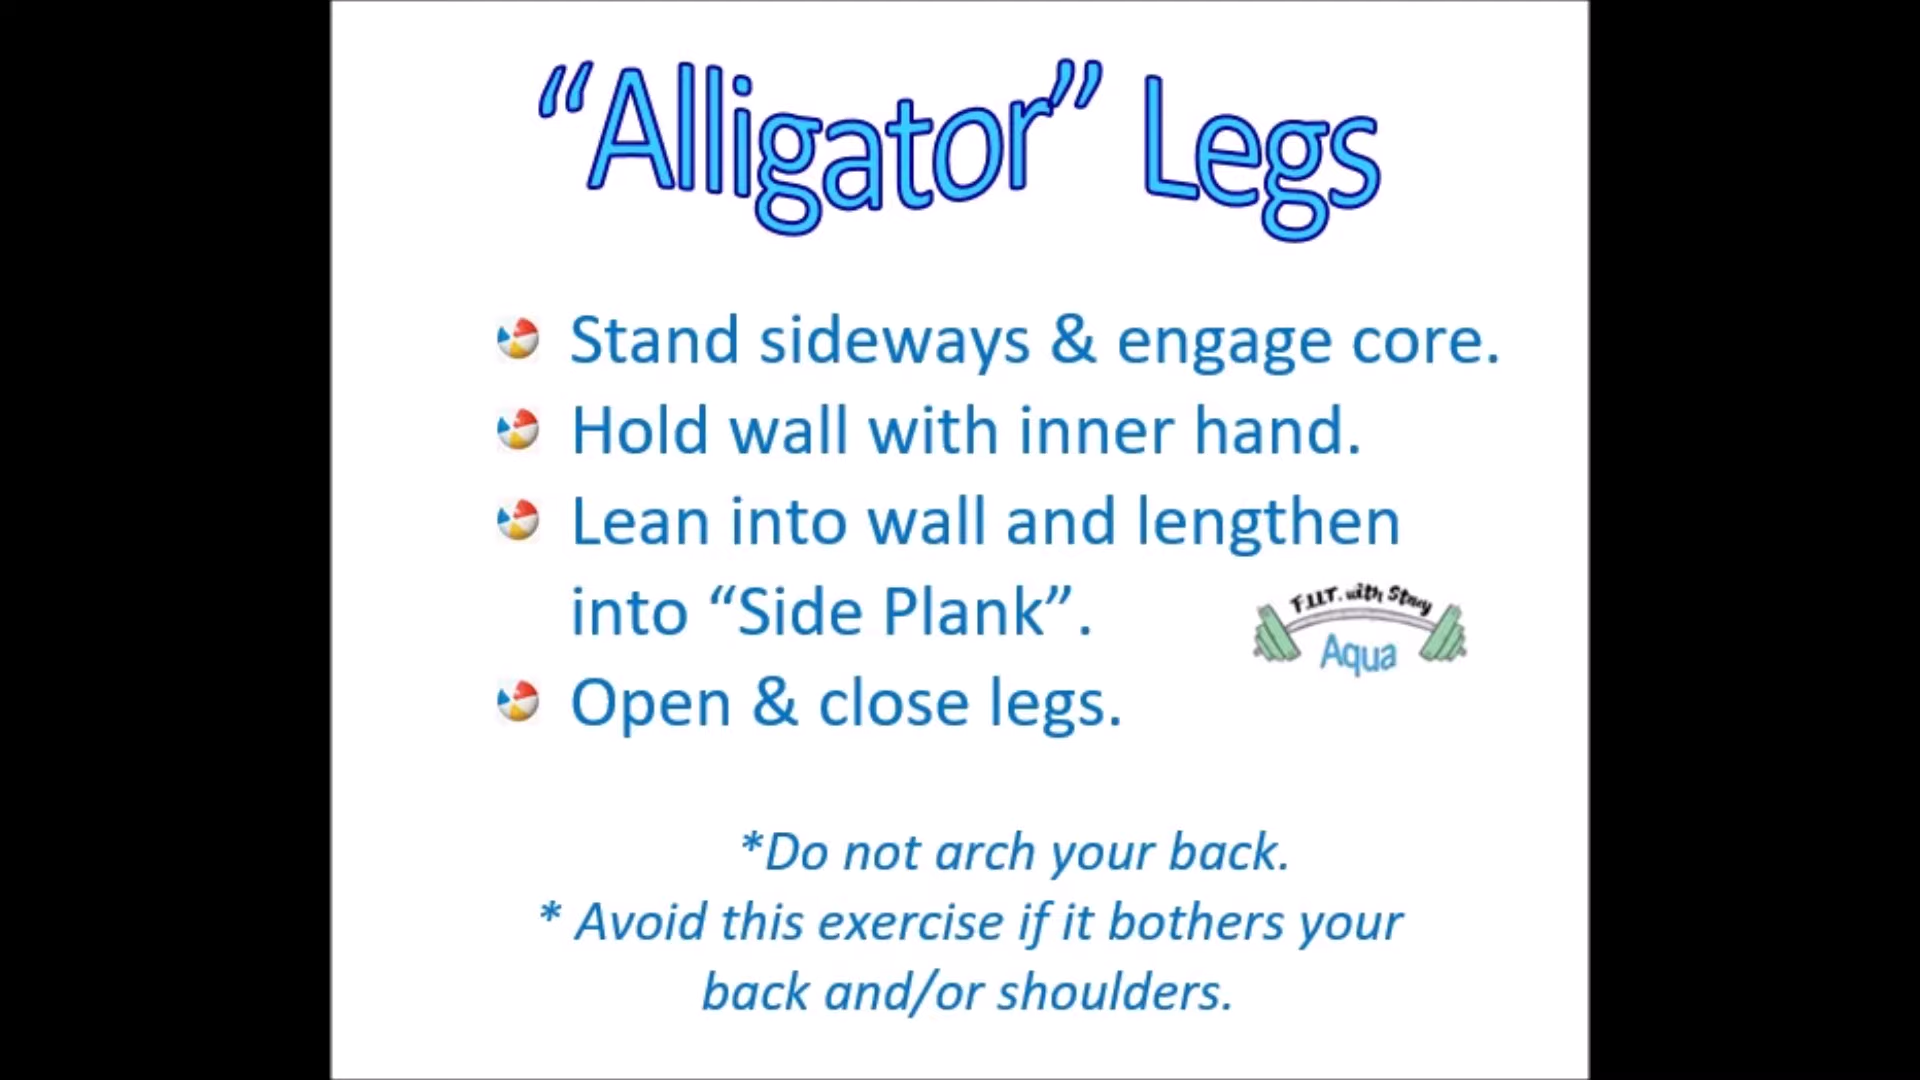 “Alligator” Legs
Stand sideways & engage core.
Hold wall with inner hand.
Lean into wall and lengthen
into “Side Plank”.
F.I.I.T. with Stacy
Aqua
Open & close legs.
*Do not arch your back.
* Avoid this exercise if it bothers your
back and/or shoulders.